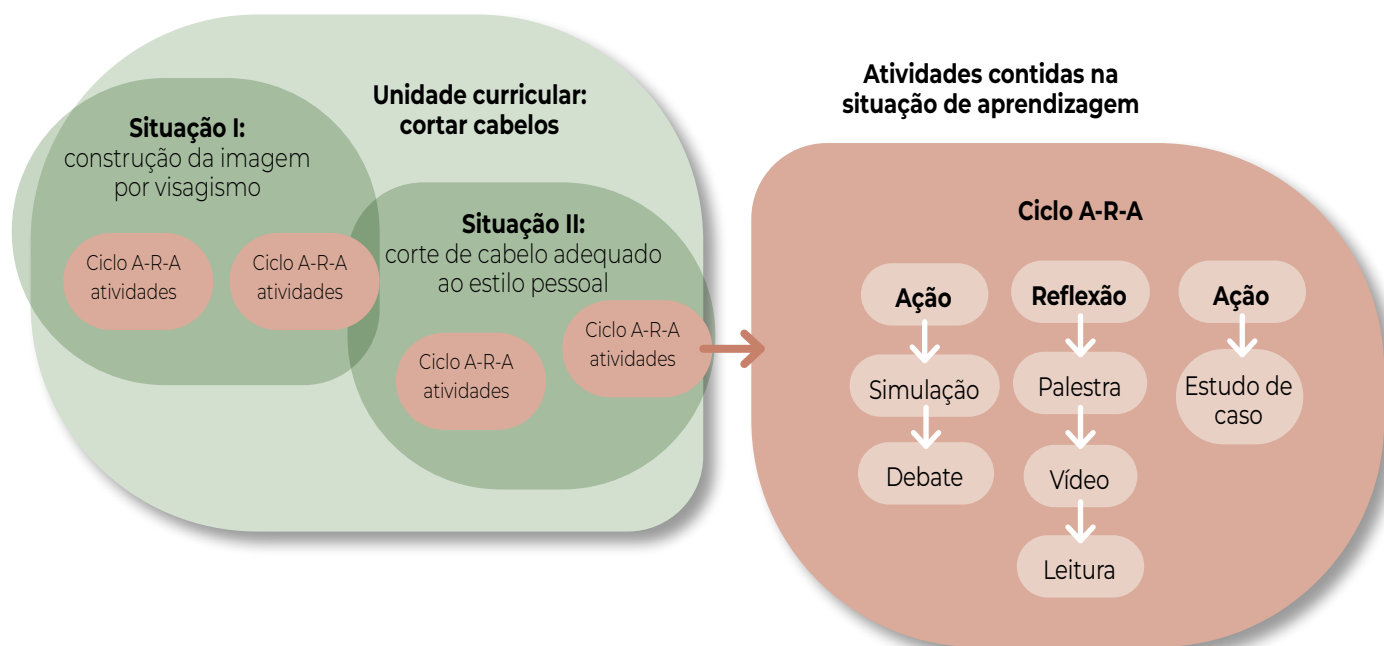 Unidade curricular:
cortar cabelos
Situação I:
construção da imagem
por visagismo
Ciclo A-R-A
atividades
Ciclo A-R-A
atividades
Situação II:
corte de cabelo adequado
ao estilo pessoal
Ciclo A-R-A
atividades
Ciclo A-R-A
atividades
Atividades contidas na
situação de aprendizagem
Ciclo A-R-A
Ação
Simulação
Debate
Reflexão
Palestra
Vídeo
Leitura
Ação
Estudo de
caso